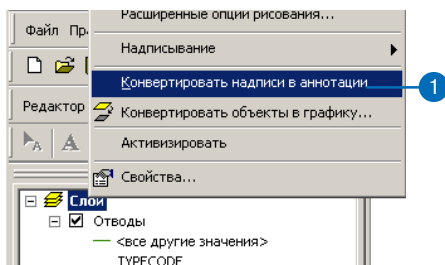 Расширенные опции рисования...
Файл Пр
Надписывание
Конвертировать надписи в аннотации
1
Редактор
Конвертировать объекты в графику...
A A
Активизировать
Свойства...
Слои
Отводы
<все другие значения>
TYPECODE